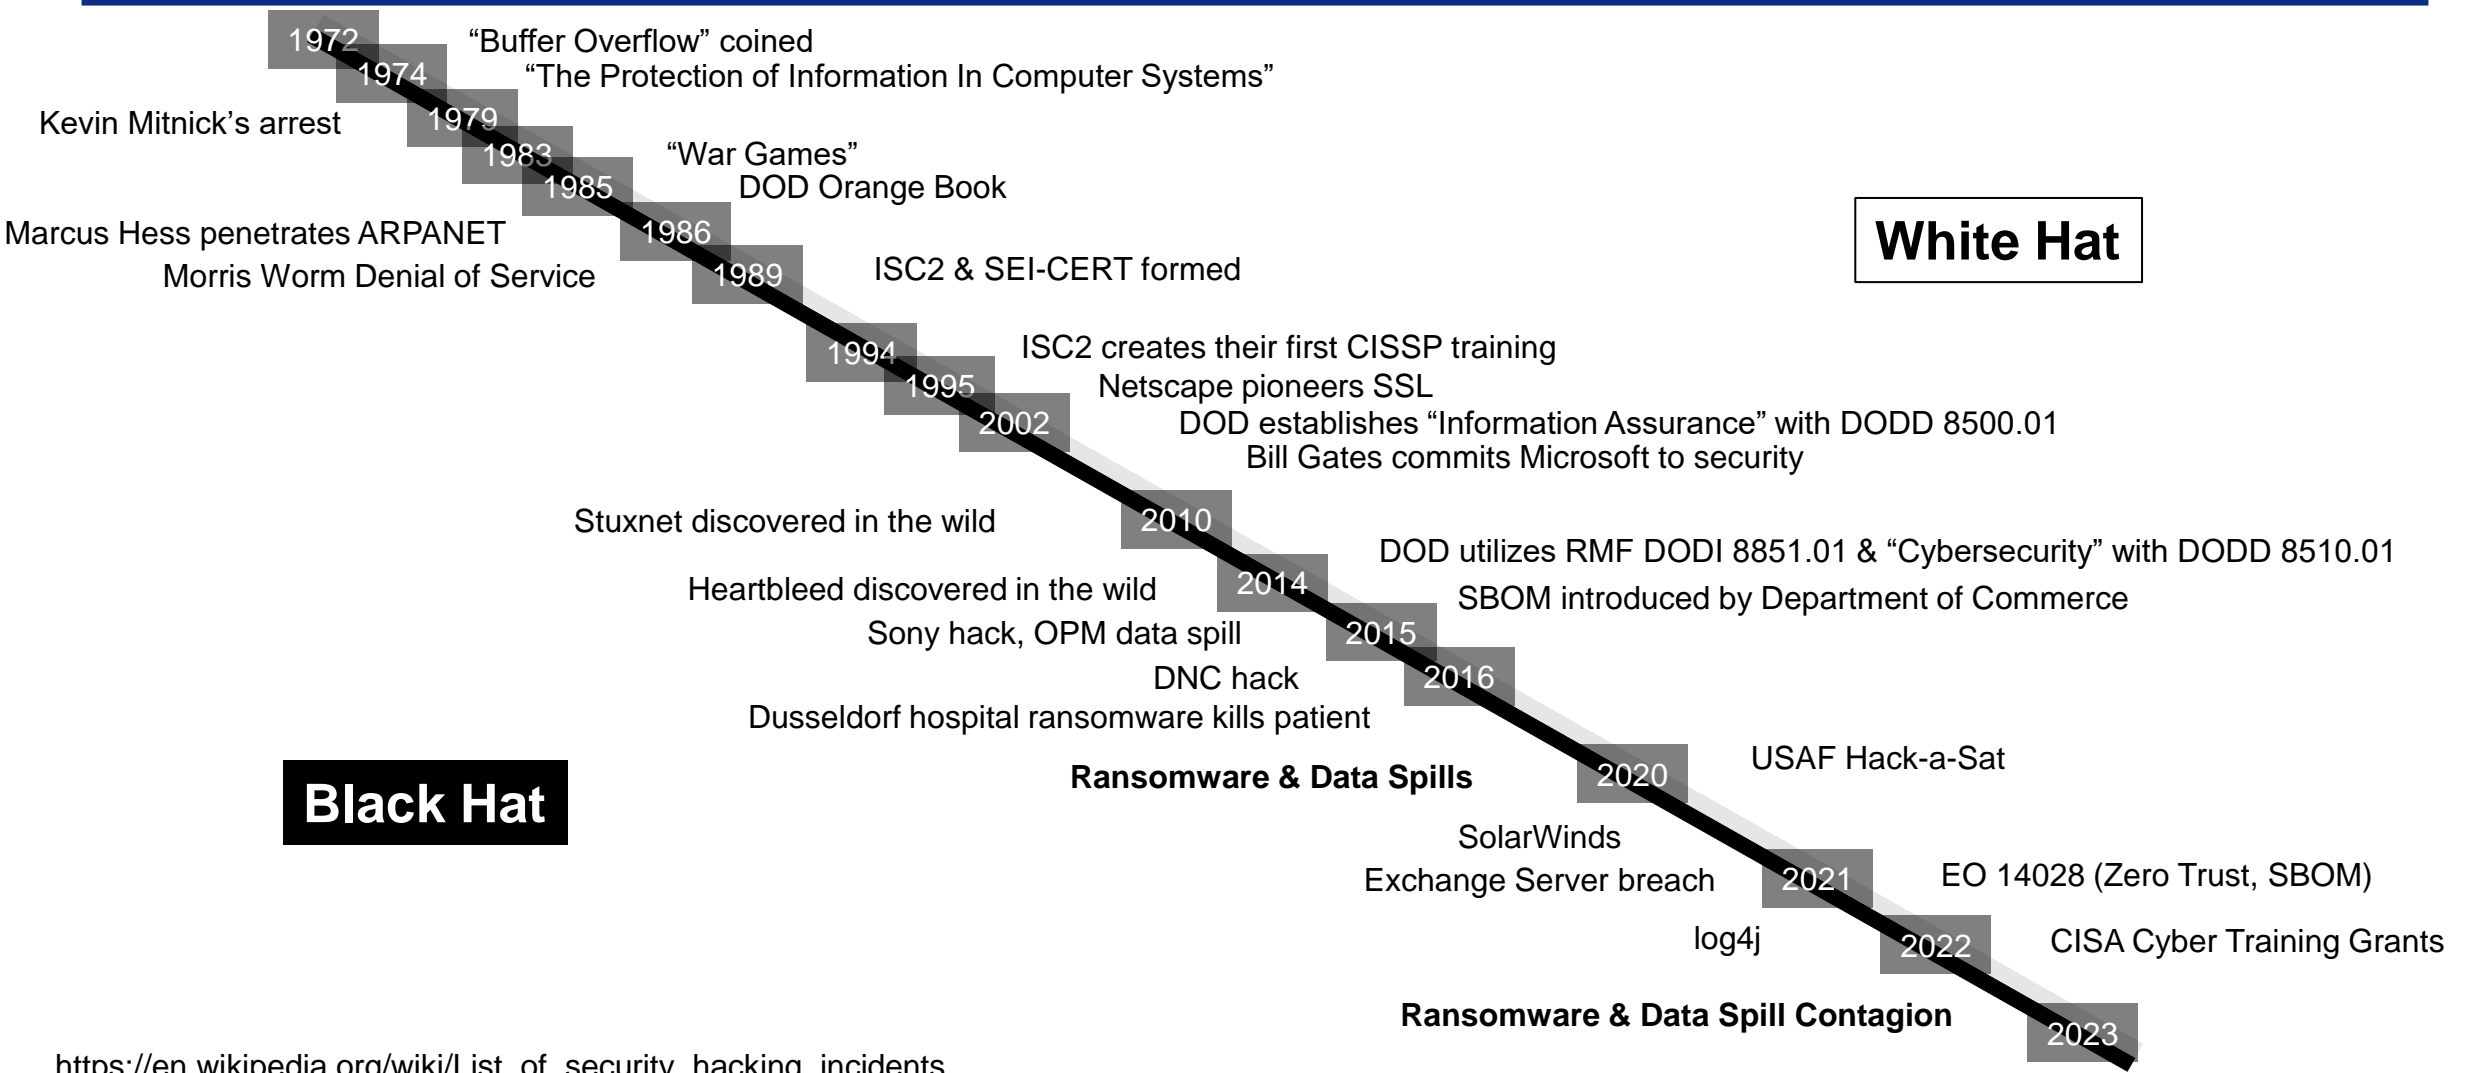 1972
“Buffer Overflow” coined
1974
“The Protection of Information In Computer Systems”
Kevin Mitnick’s arrest
1979
1983
“War Games”
1985
DOD Orange Book
White Hat
Marcus Hess penetrates ARPANET
1986
Morris Worm Denial of Service
1989
ISC2 & SEI-CERT formed
1994
ISC2 creates their first CISSP training
1995
Netscape pioneers SSL
2002
DOD establishes “Information Assurance” with DODD 8500.01
Bill Gates commits Microsoft to security
Stuxnet discovered in the wild
2010
DOD utilizes RMF DODI 8851.01 & “Cybersecurity” with DODD 8510.01
Heartbleed discovered in the wild
2014
SBOM introduced by Department of Commerce
Sony hack, OPM data spill
2015
DNC hack
2016
Dusseldorf hospital ransomware kills patient
Ransomware & Data Spills
2020
USAF Hack-a-Sat
Black Hat
SolarWinds
Exchange Server breach
2021
EO 14028 (Zero Trust, SBOM)
log4j
2022
CISA Cyber Training Grants
Ransomware & Data Spill Contagion
2023
https://en.wikipedia.org/wiki/List_of_security_hacking_incidents